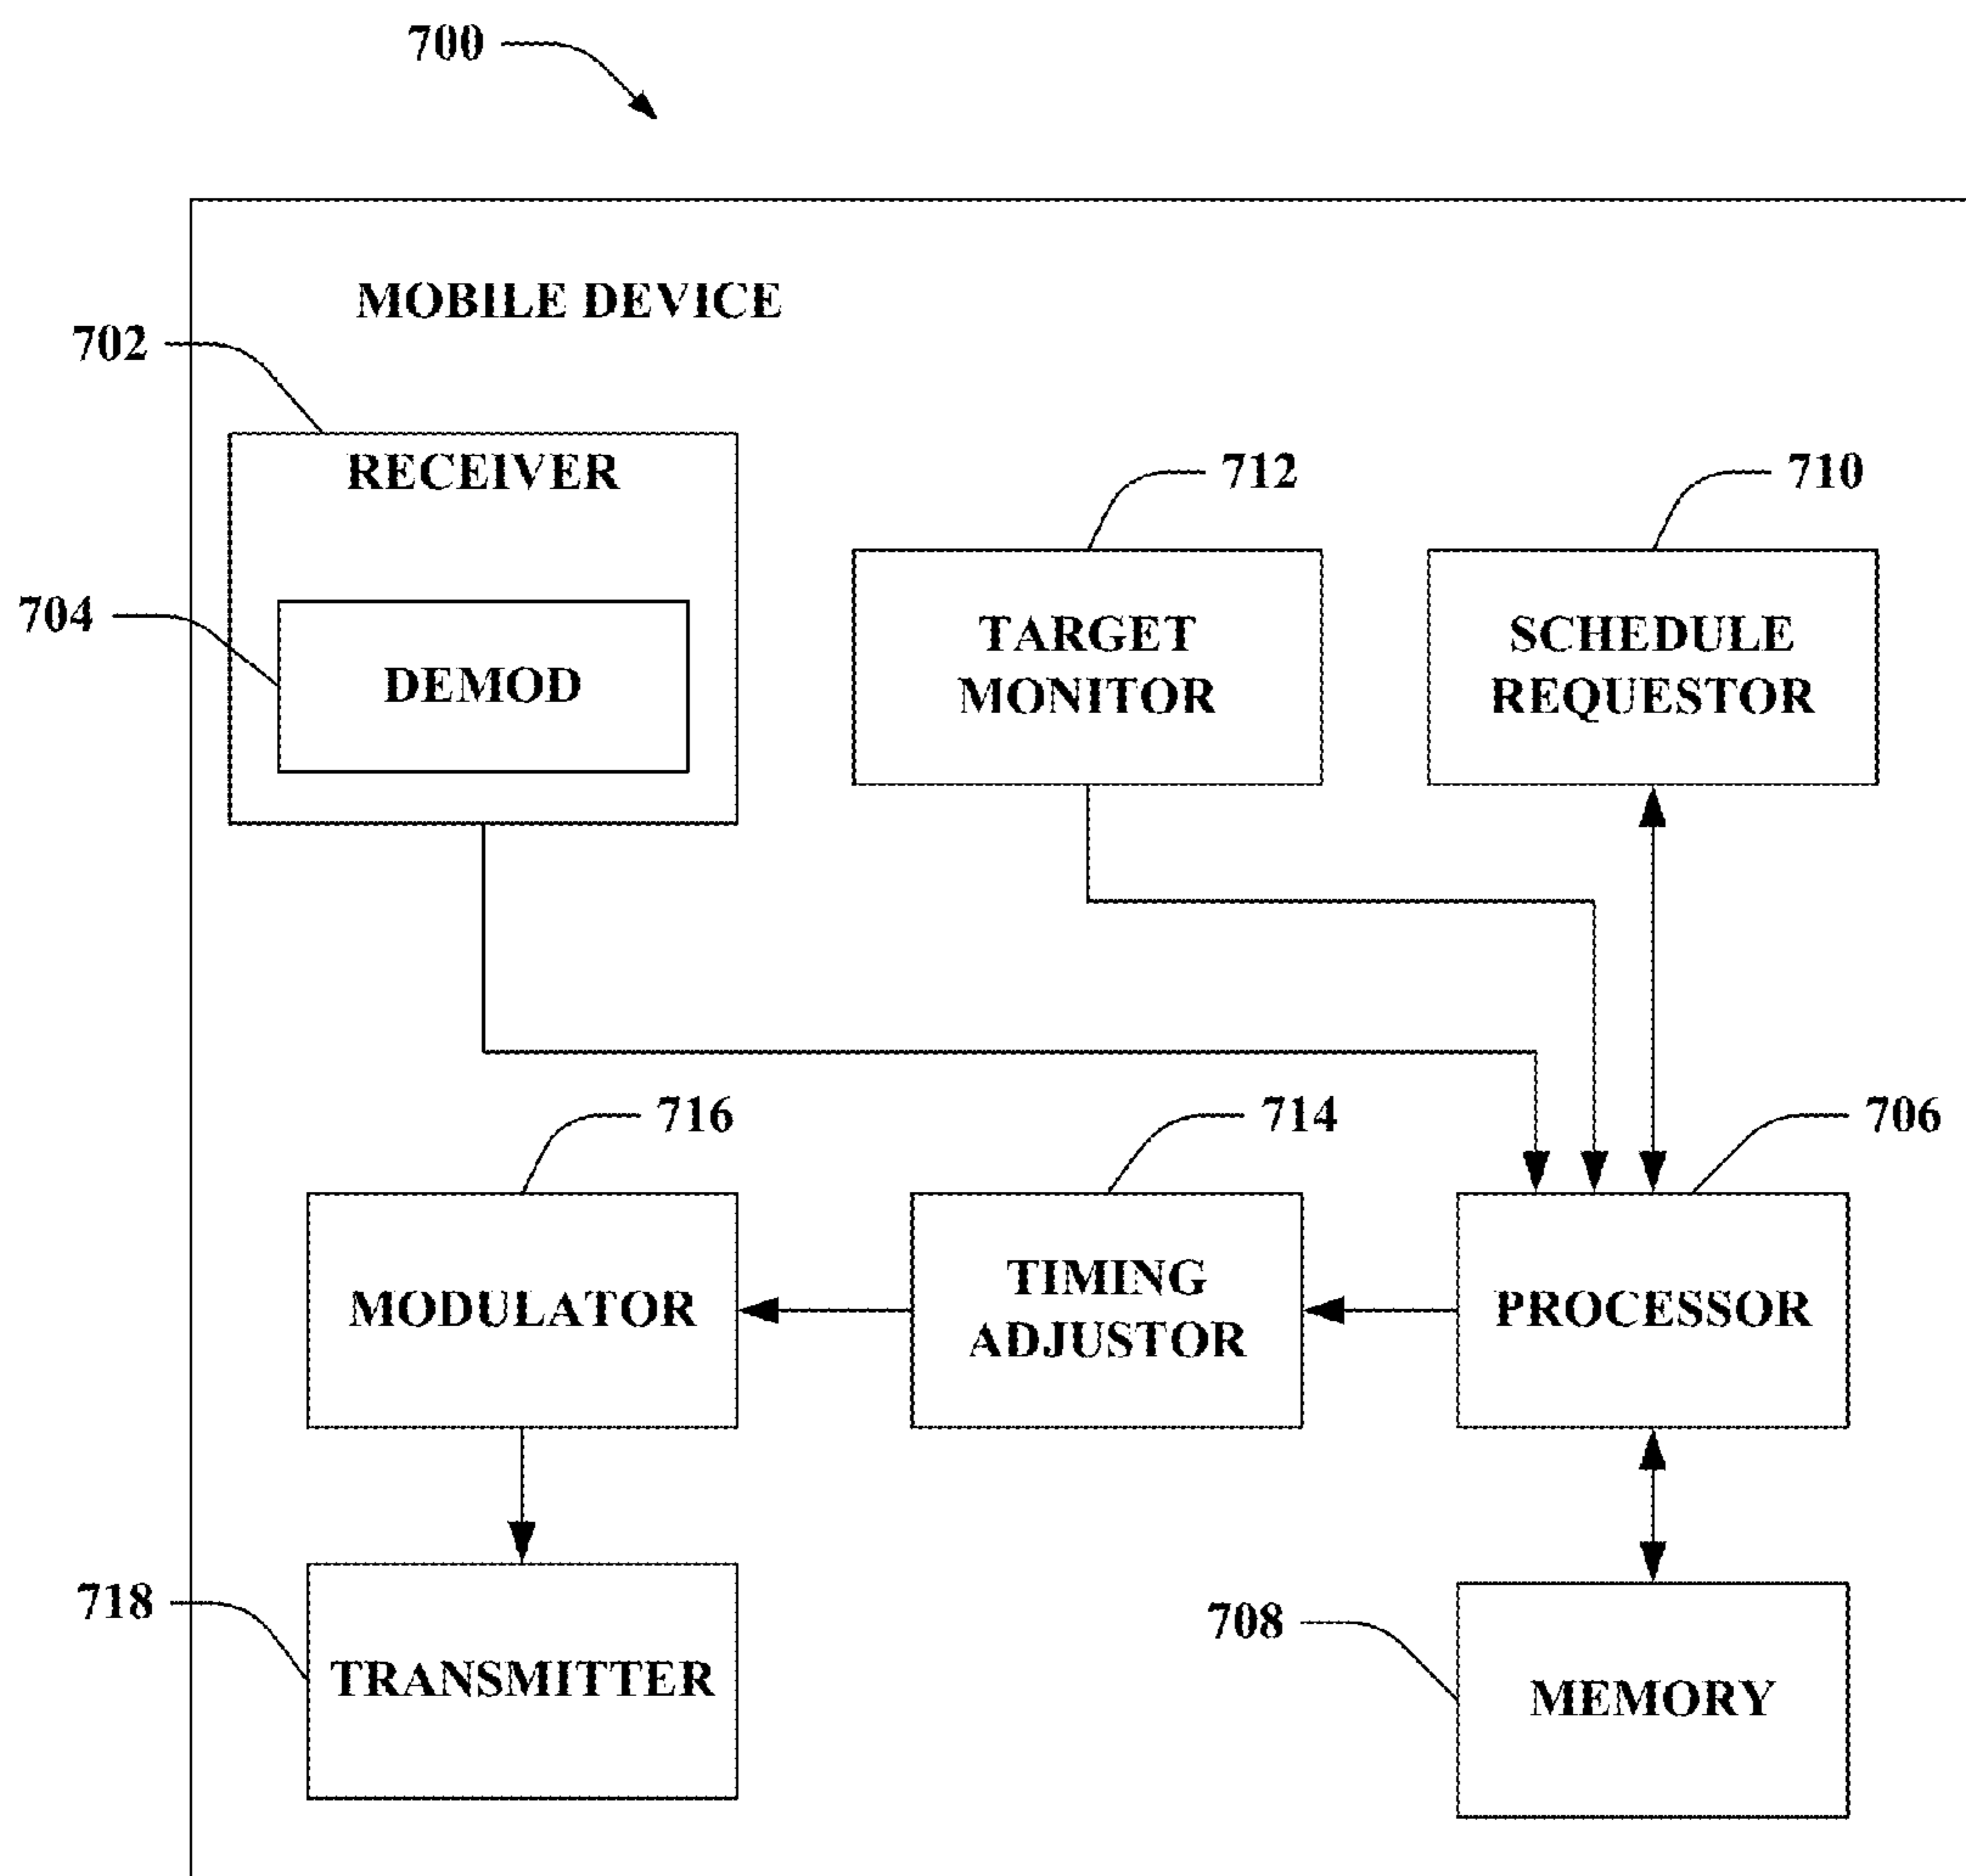 700
MOBILE DEVICE
702
RECEIVER
712
710
704
DEMOD
TARGET
MONITOR
SCHEDULE
REQUESTOR
716
714
706
MODULATOR
TIMING
ADJUSTOR
PROCESSOR
718
TRANSMITTER
708
MEMORY